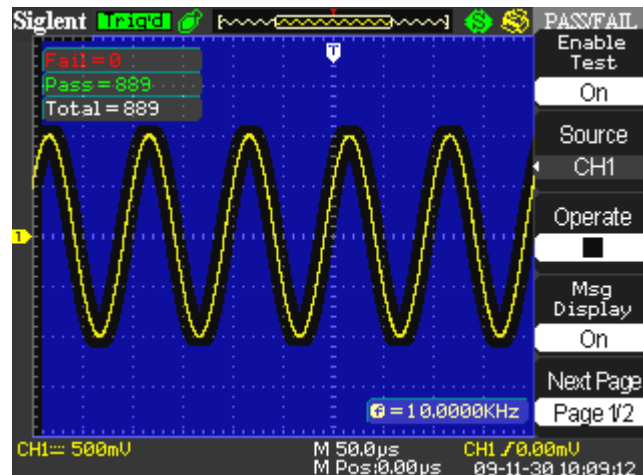 Siglent Trig'd T S PASS/FAIL
Fail=0
Pass=889
Total=889
T
1
f=10.0000KHz
Enable
Test
On
Source
CH1
Operate
Msg
Display
On
Next Page
Page 1/2
CH1 500mV M 50.0µs CH1 0.00mV
M Pos:0.00µs 09-11-30 10:09:12